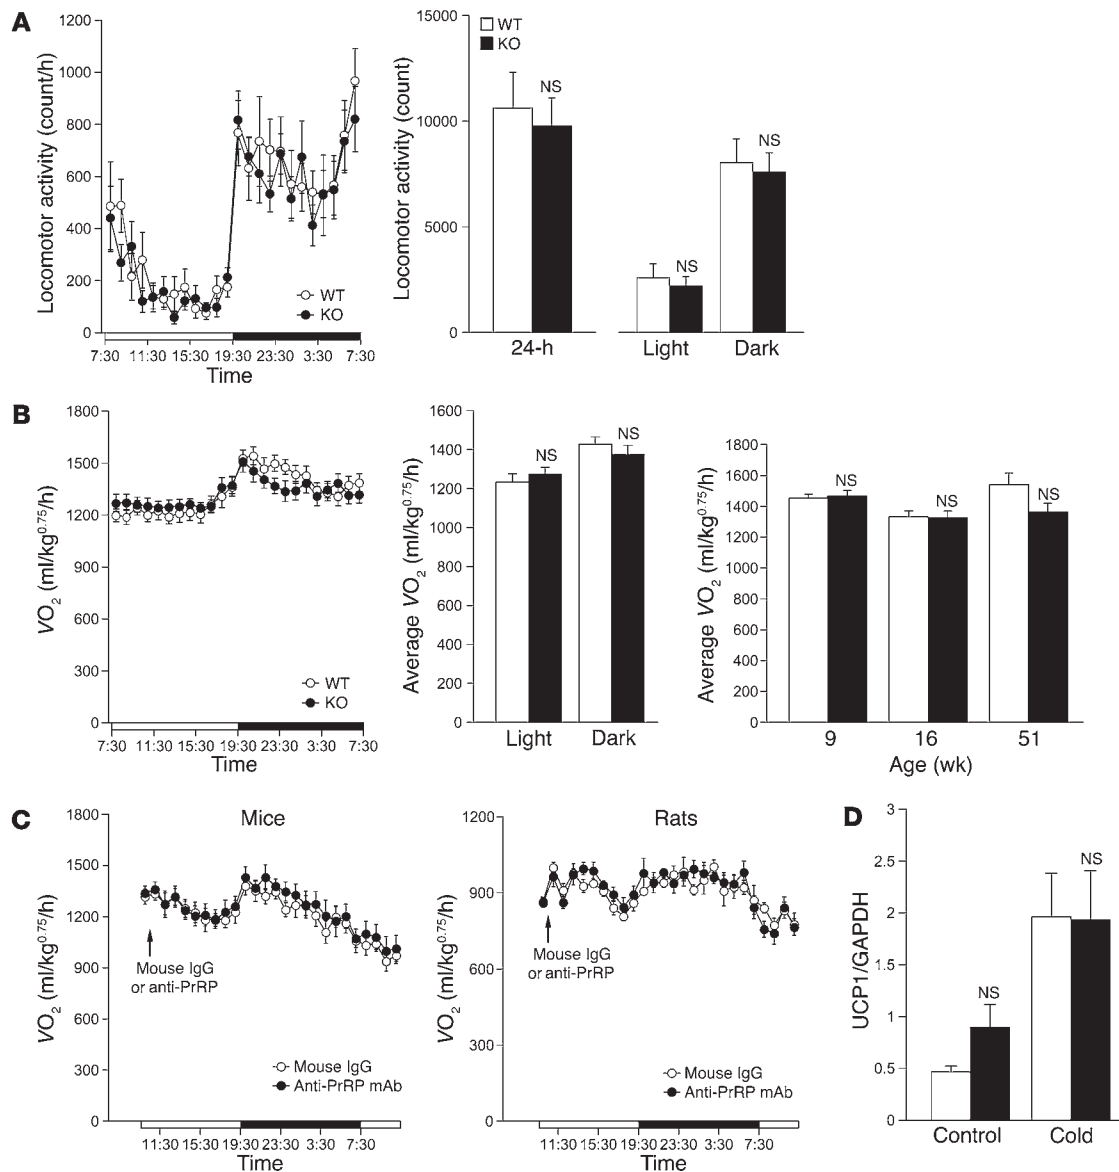 A
Locomotor activity (count/h)
1200
1000
800
600
400
200
0
WT
KO
7:30 11:30 15:30 19:30 23:30 3:30 7:30
Time
Locomotor activity (count)
15000
10000
5000
0
WT
KO
NS
NS
NS
24-h
Light Dark
B
VO2 (ml/kg0.75/h)
1800
1500
1200
900
600
300
0
WT
KO
7:30 11:30 15:30 19:30 23:30 3:30 7:30
Time
Average VO2 (ml/kg0.75/h)
1600
1400
1200
1000
800
600
400
200
0
NS
NS
Light Dark
Average VO2 (ml/kg0.75/h)
1800
1600
1400
1200
1000
800
600
400
200
0
NS
NS
NS
9 16 51
Age (wk)
C
Mice
VO2 (ml/kg0.75/h)
1800
1500
1200
900
600
300
0
Mouse IgG
or anti-PrRP
Mouse IgG
Anti-PrRP mAb
11:30 15:30 19:30 23:30 3:30 7:30
Time
Rats
VO2 (ml/kg0.75/h)
1200
900
600
300
0
Mouse IgG
or anti-PrRP
Mouse IgG
Anti-PrRP mAb
11:30 15:30 19:30 23:30 3:30 7:30
Time
D
UCP1/GAPDH
3
2.5
2
1.5
1
0.5
0
NS
NS
Control Cold